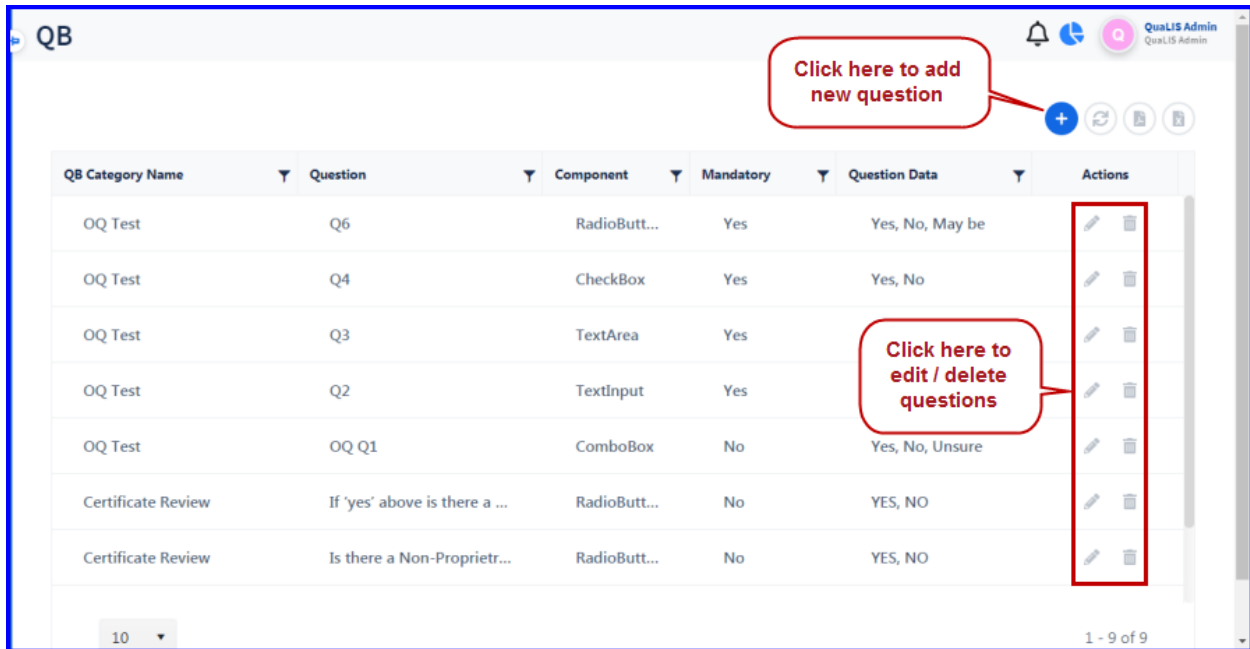 QB
QuaLIS Admin
Q
QuaLIS Admin
Click here to add
new question
QB Category Name Question Component Mandatory Question Data Actions
OQ Test Q6 RadioButt... Yes Yes, No, May be
OQ Test Q4 CheckBox Yes Yes, No
OQ Test Q3 TextArea Yes
OQ Test Q2 TextInput Yes
Click here to
edit / delete
questions
OQ Test OQ Q1 ComboBox No Yes, No, Unsure
Certificate Review If 'yes' above is there a ... RadioButt... No YES, NO
Certificate Review Is there a Non-Proprietr... RadioButt... No YES, NO
10 1 - 9 of 9